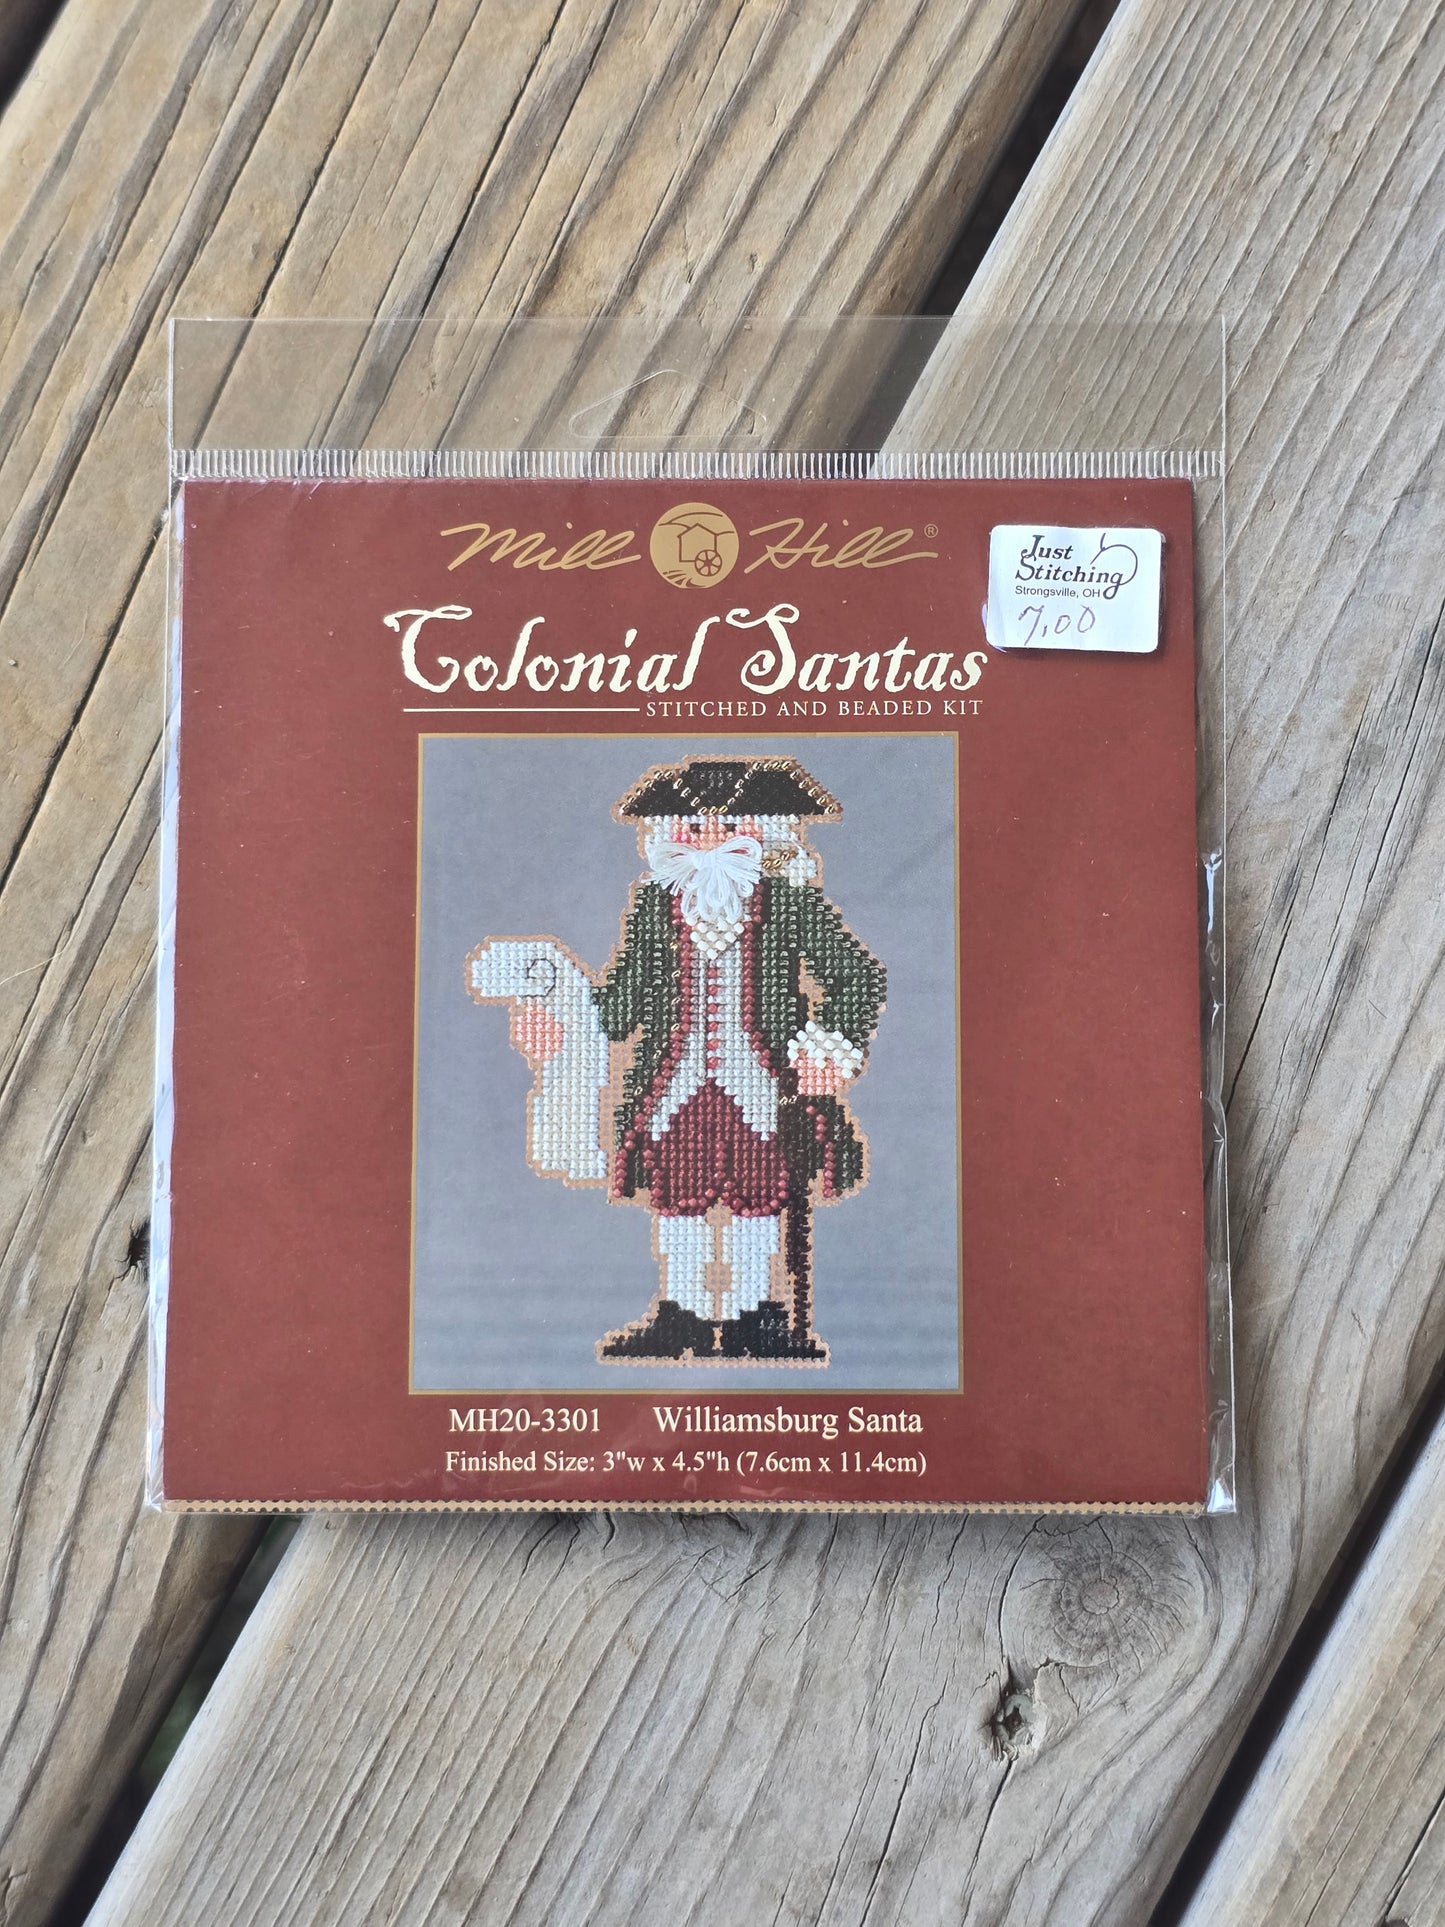 Mill Hill®
Just
Stitching
Strongsville, OH
7.00
Colonial Santas
STITCHED AND BEADED KIT
MH20-3301 Williamsburg Santa
Finished Size: 3"w x 4.5"h (7.6cm x 11.4cm)